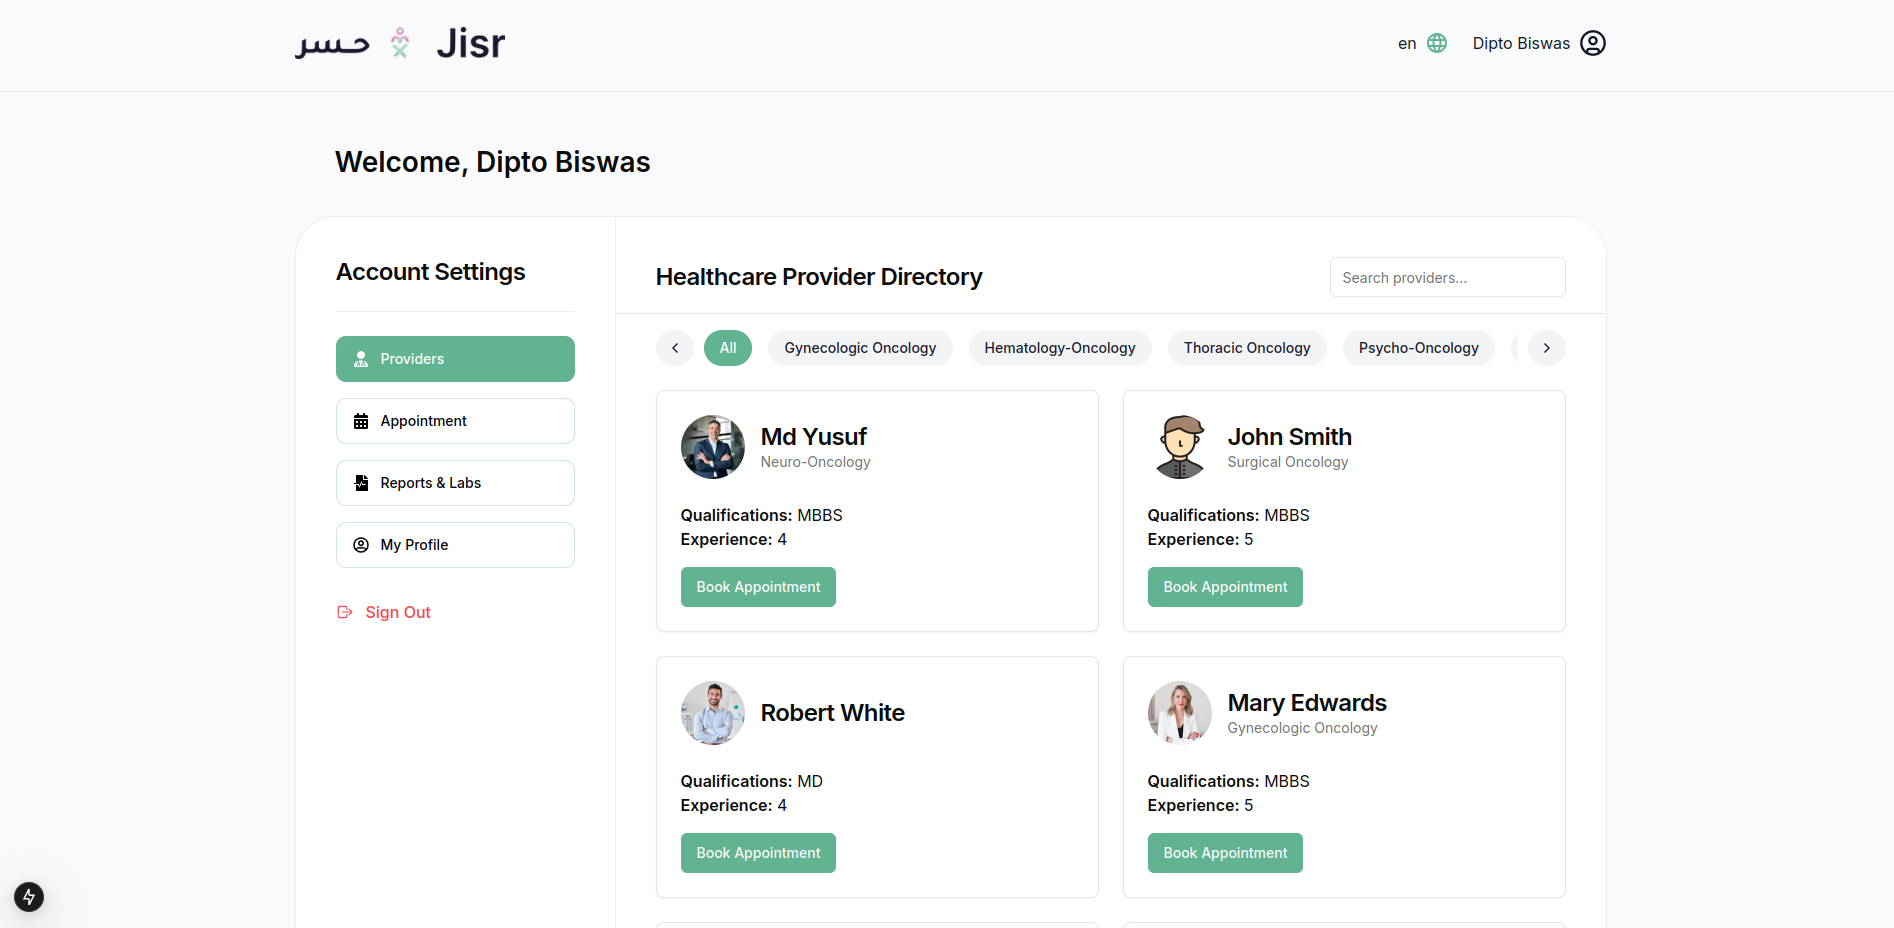 حسر Jisr
en
Dipto Biswas
Welcome, Dipto Biswas
Account Settings
Providers
Appointment
Reports & Labs
My Profile
Sign Out
Healthcare Provider Directory
Search providers...
All
Gynecologic Oncology
Hematology-Oncology
Thoracic Oncology
Psycho-Oncology
Md Yusuf
Neuro-Oncology
Qualifications: MBBS
Experience: 4
Book Appointment
John Smith
Surgical Oncology
Qualifications: MBBS
Experience: 5
Book Appointment
Robert White
Qualifications: MD
Experience: 4
Book Appointment
Mary Edwards
Gynecologic Oncology
Qualifications: MBBS
Experience: 5
Book Appointment